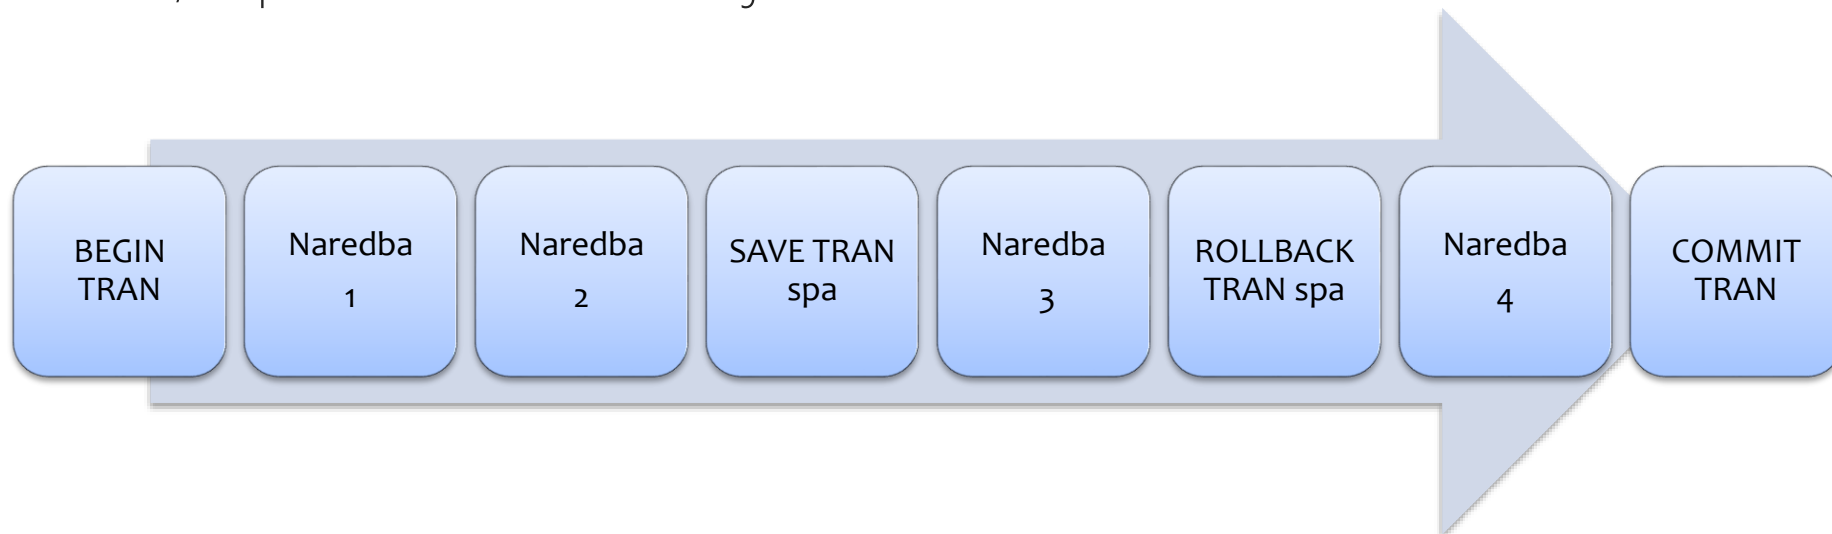 BEGIN
TRAN
Naredba
1
Naredba
2
SAVE TRAN
spa
Naredba
3
ROLLBACK
TRAN spa
Naredba
4
COMMIT
TRAN